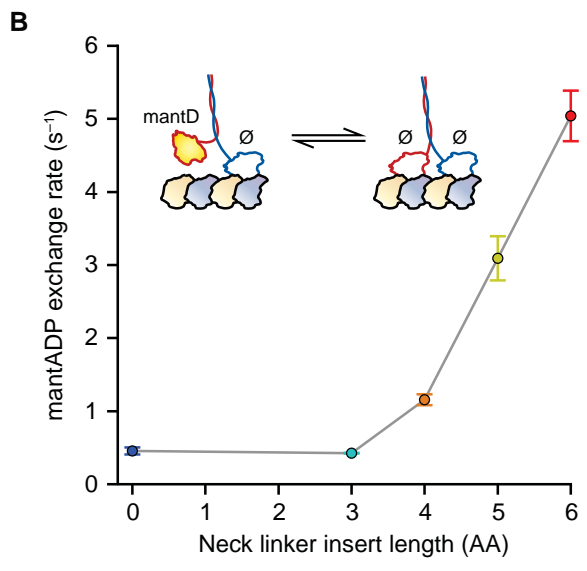 B
6
5
4
3
2
1
0
mantADP exchange rate (s⁻¹)
mantD
Ø
Ø
Ø
0
1
2
3
4
5
6
Neck linker insert length (AA)